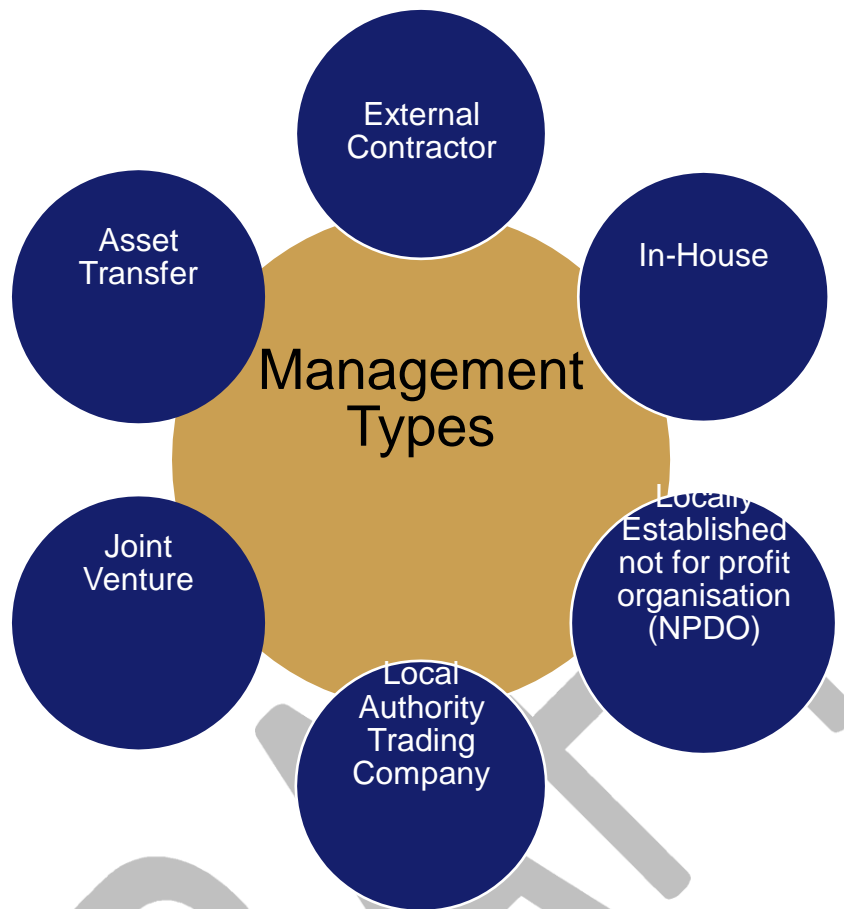 External
Contractor
In-House
Locally
Established
not for profit
organisation
(NPDO)
Local
Authority
Trading
Company
Joint
Venture
Asset
Transfer
Management
Types